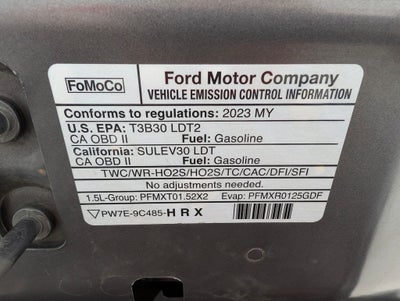 FoMoCo
Ford Motor Company
VEHICLE EMISSION CONTROL INFORMATION
Conforms to regulations: 2023 MY
U.S. EPA: T3B30 LDT2
CA OBD II Fuel: Gasoline
California: SULEV30 LDT
CA OBD II Fuel: Gasoline
TWC/WR-HO2S/HO2S/TC/CAC/DFI/SFI
No adjustments needed.
1.5L-Group: PFMXT01.52X2 Evap: PFMXR0125GDF
PW7E-9C485-HRX